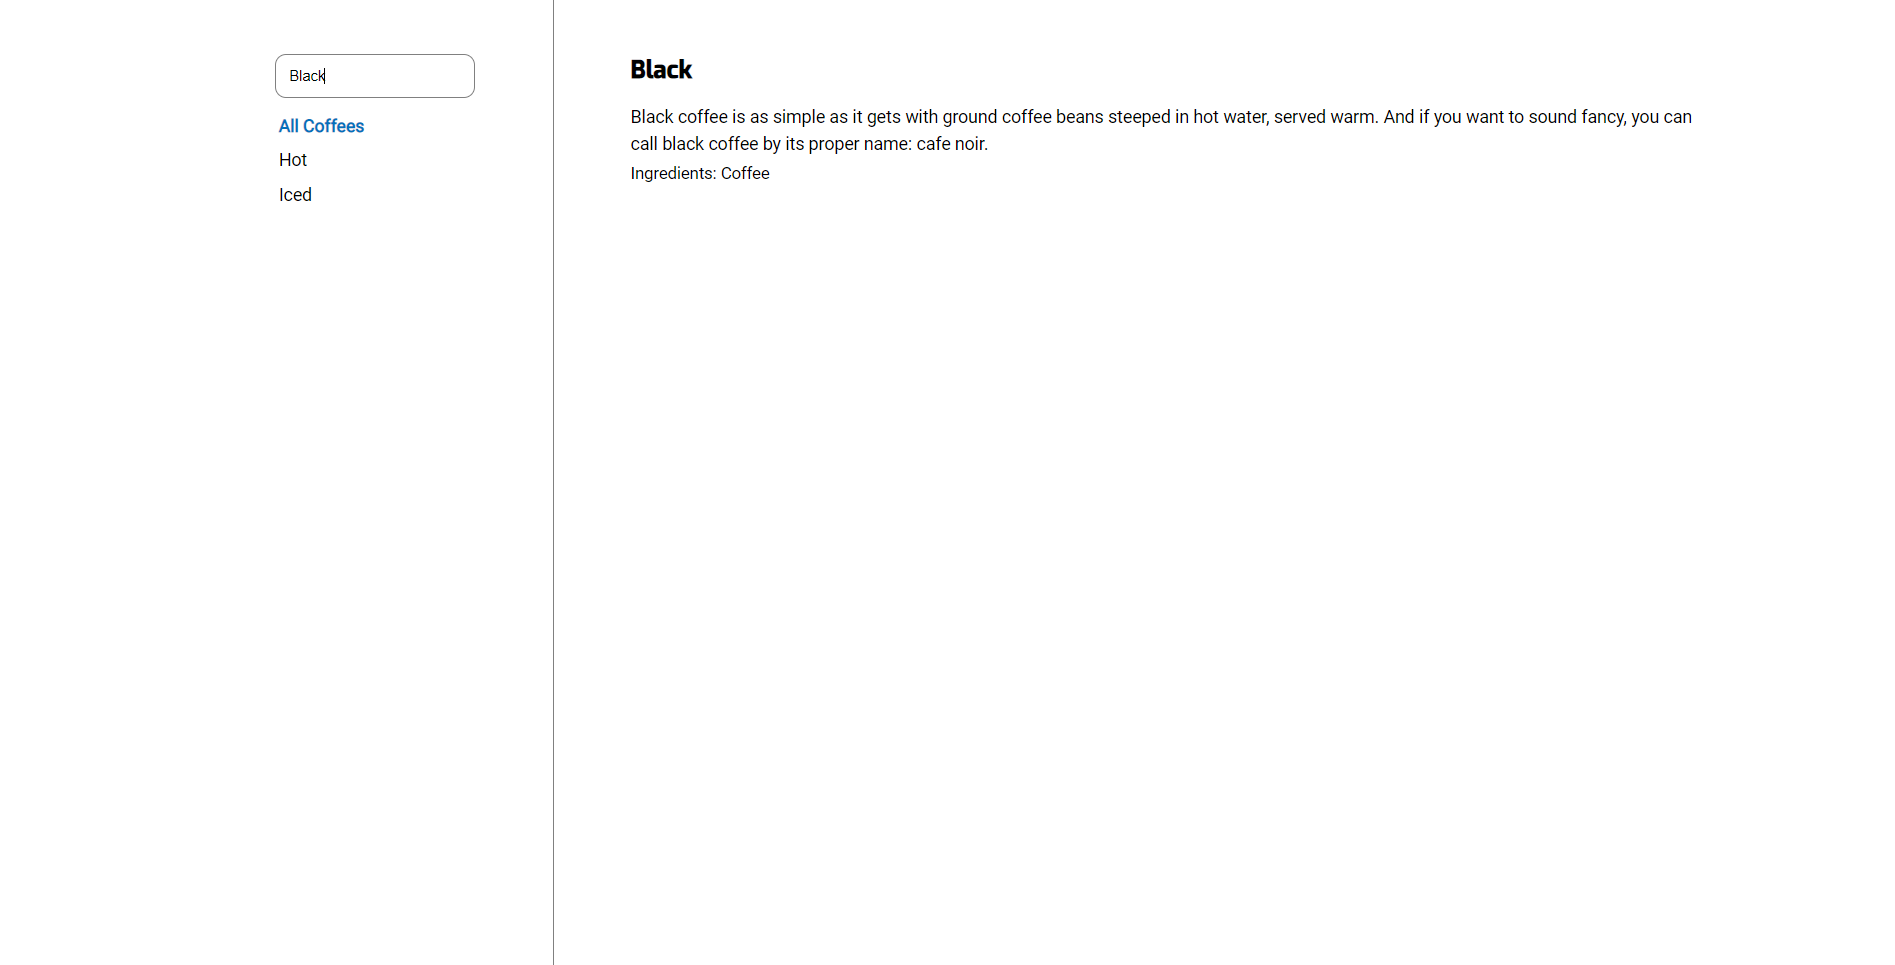 Black
All Coffees
Hot
Iced
Black
Black coffee is as simple as it gets with ground coffee beans steeped in hot water, served warm. And if you want to sound fancy, you can
call black coffee by its proper name: cafe noir.
Ingredients: Coffee